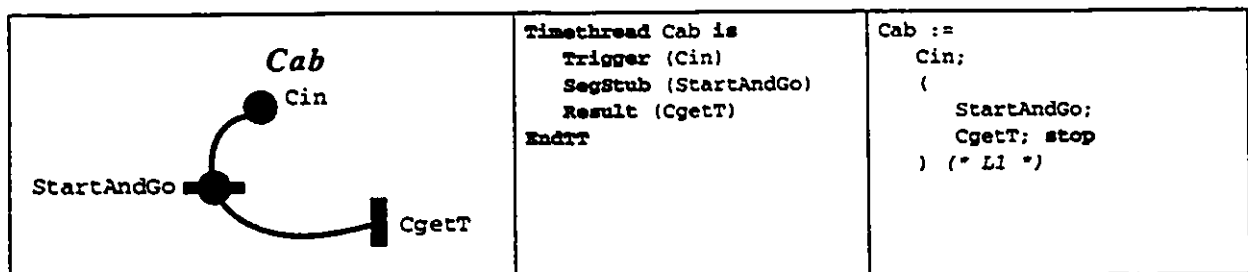 Cab
Cin
StartAndGo
CgetT
Timethread Cab is
Trigger (Cin)
SegStub (StartAndGo)
Result (CgetT)
EndTT
Cab :=
Cin;
(
StartAndGo;
CgetT; stop
) (* L1 *)